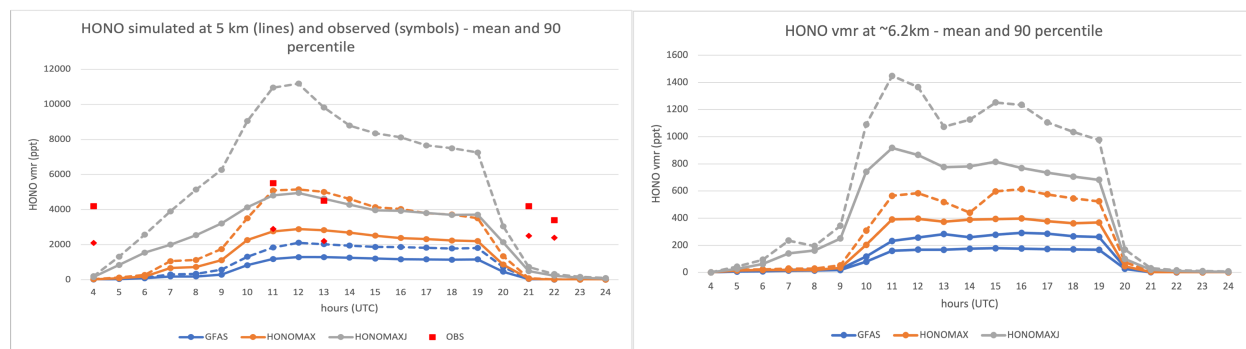 HONO simulated at 5 km (lines) and observed (symbols) - mean and 90
percentile
12000
10000
8000
6000
4000
2000
0
HONO vmr (ppt)
4 5 6 7 8 9 10 11 12 13 14 15 16 17 18 19 20 21 22 23 24
hours (UTC)
GFAS HONOMAX HONOMAXJ OBS
HONO vmr at ~6.2km - mean and 90 percentile
1600
1400
1200
1000
800
600
400
200
0
HONO vmr (ppt)
4 5 6 7 8 9 10 11 12 13 14 15 16 17 18 19 20 21 22 23 24
hours (UTC)
GFAS HONOMAX HONOMAXJ